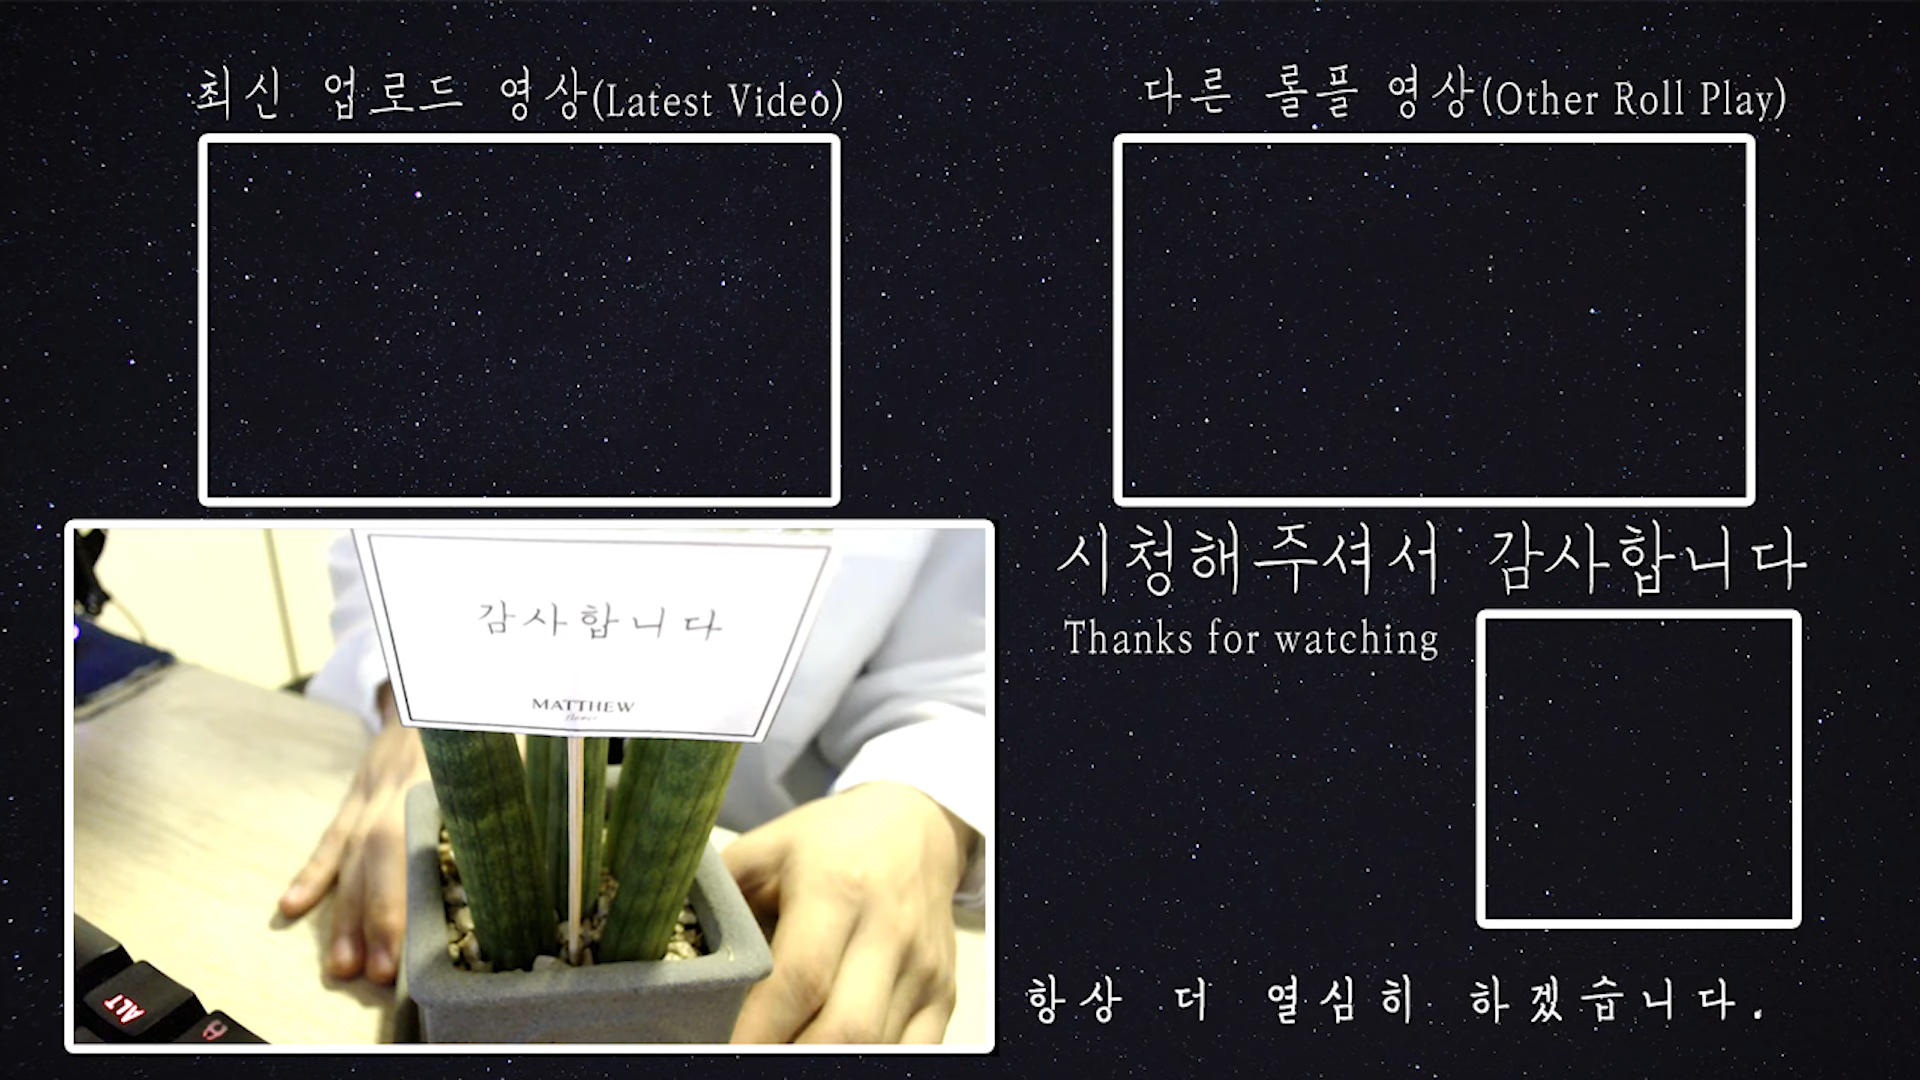 최신 업로드 영상(Latest Video)
다른 롤플 영상(Other Roll Play)
시청해주셔서 감사합니다
Thanks for watching
감사합니다
MATTHEW
flower
ALT
항상 더 열심히 하겠습니다.